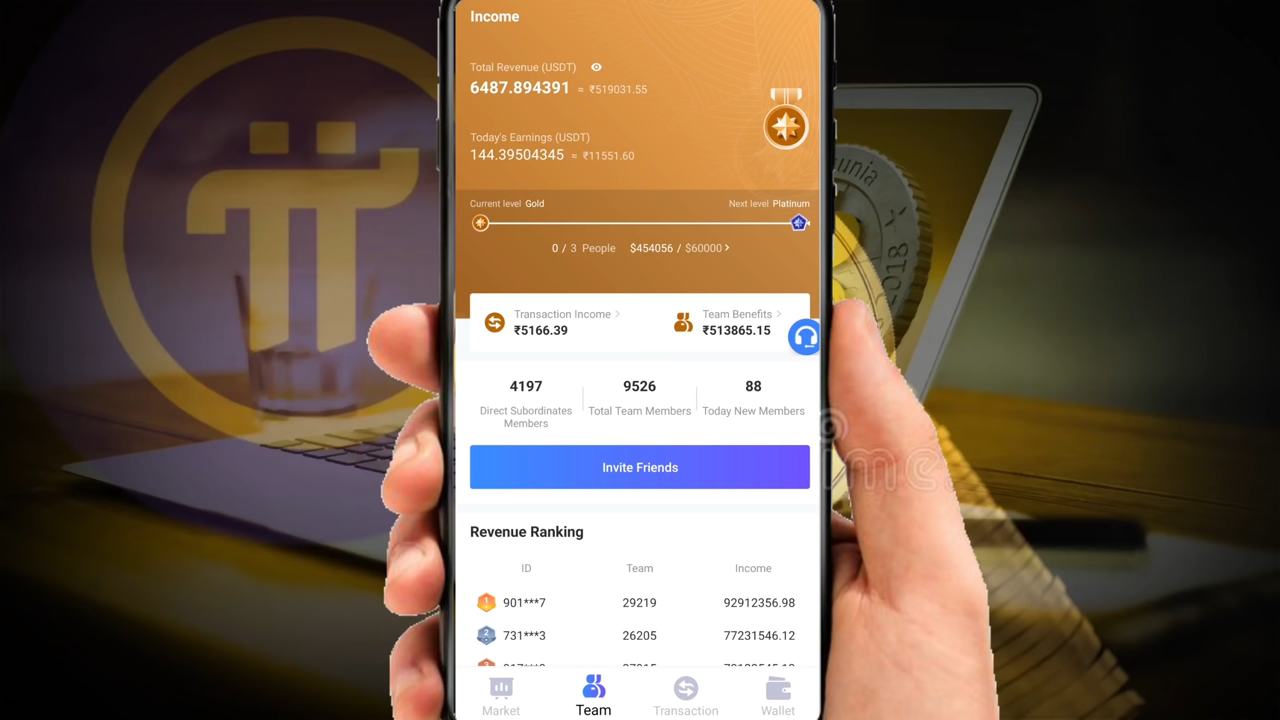 Income
Total Revenue (USDT)
6487.894391 ≈ ₹519031.55
Today's Earnings (USDT)
144.39504345 ≈ ₹11551.60
Current level Gold
Next level Platinum
0 / 3 People $454056 / $60000 >
Transaction Income >
₹5166.39
Team Benefits >
₹513865.15
4197
Direct Subordinates
Members
9526
Total Team Members
88
Today New Members
Invite Friends
Revenue Ranking
ID Team Income
1 901***7 29219 92912356.98
2 731***3 26205 77231546.12
Market
Team
Transaction
Wallet
2018